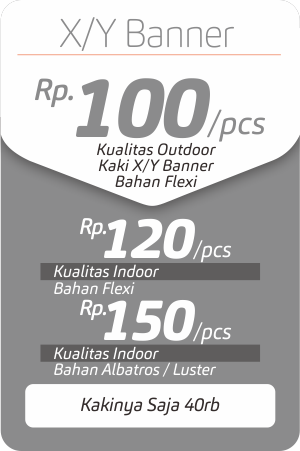 X/Y Banner
Rp.100/pcs
Kualitas Outdoor
Kaki X/Y Banner
Bahan Flexi
Rp.120/pcs
Kualitas Indoor
Bahan Flexi
Rp.150/pcs
Kualitas Indoor
Bahan Albatros / Luster
Kakinya Saja 40rb